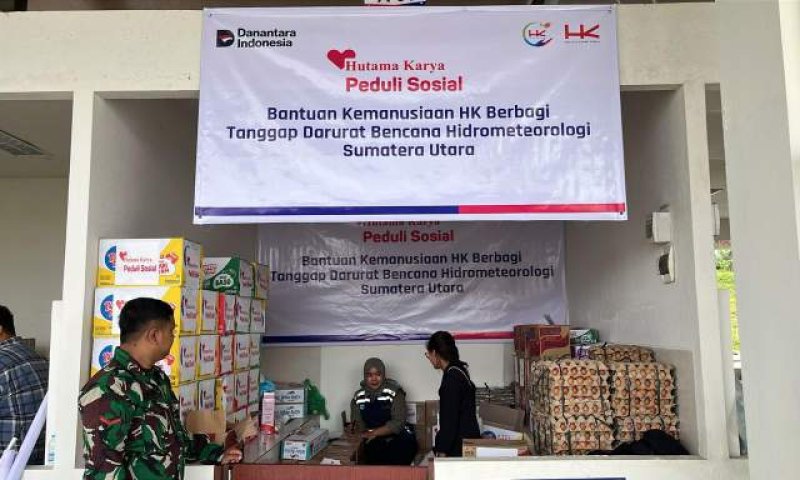 Danantara
Indonesia
HK
HK
Hutama Karya
Peduli Sosial
Bantuan Kemanusiaan HK Berbagi
Tanggap Darurat Bencana Hidrometeorologi
Sumatera Utara
Hutama Karya
Peduli Sosial
Bantuan Kemanusiaan HK Berbagi
Tanggap Darurat Bencana Hidrometeorologi
Sumatera Utara
Hutama Karya
Peduli Sosial